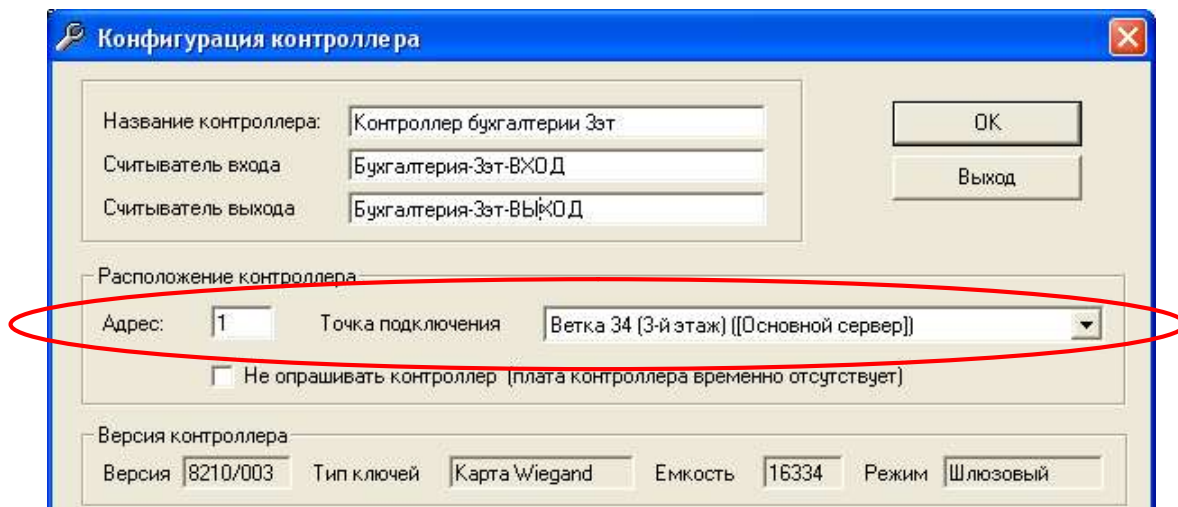 Конфигурация контроллера
Название контроллера: Контроллер бухгалтерии 3эт
OK
Считыватель входа Бухгалтерия-3эт-ВХОД
Выход
Считыватель выхода Бухгалтерия-3эт-ВЫХОД
Расположение контроллера
Адрес: 1 Точка подключения Ветка 34 (3-й этаж) ([Основной сервер])
Не опрашивать контроллер (плата контроллера временно отсутствует)
Версия контроллера
Версия 8210/003 Тип ключей Карта Wiegand Емкость 16334 Режим Шлюзовый